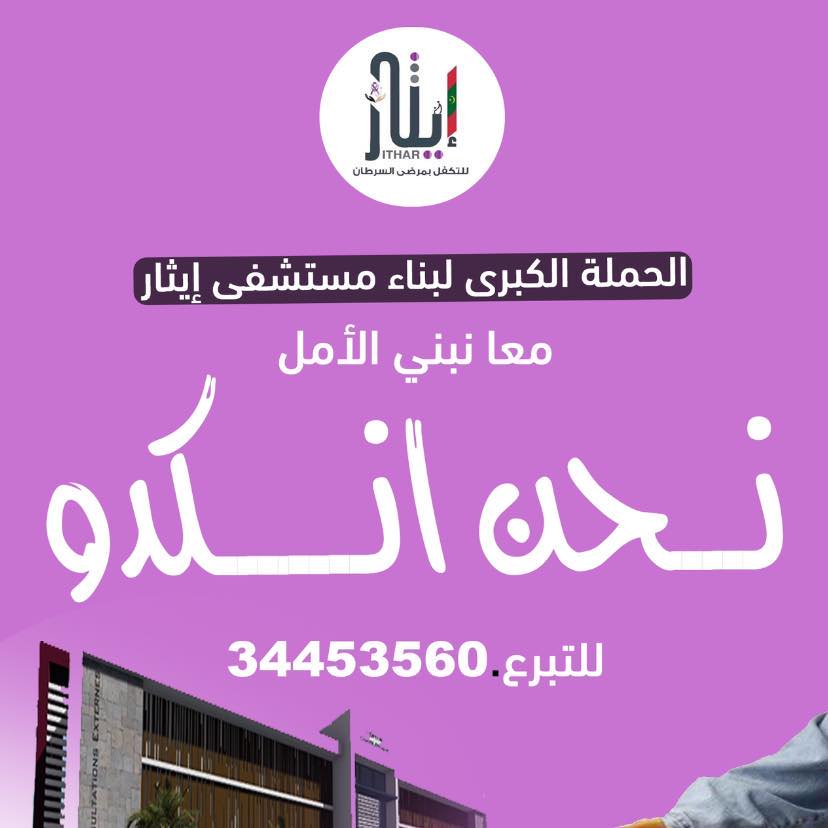 إيثار
ITHAR
للتكفل بمرضى السرطان
الحملة الكبرى لبناء مستشفى إيثار
معا نبني الأمل
نحن انكدو
للتبرع.34453560